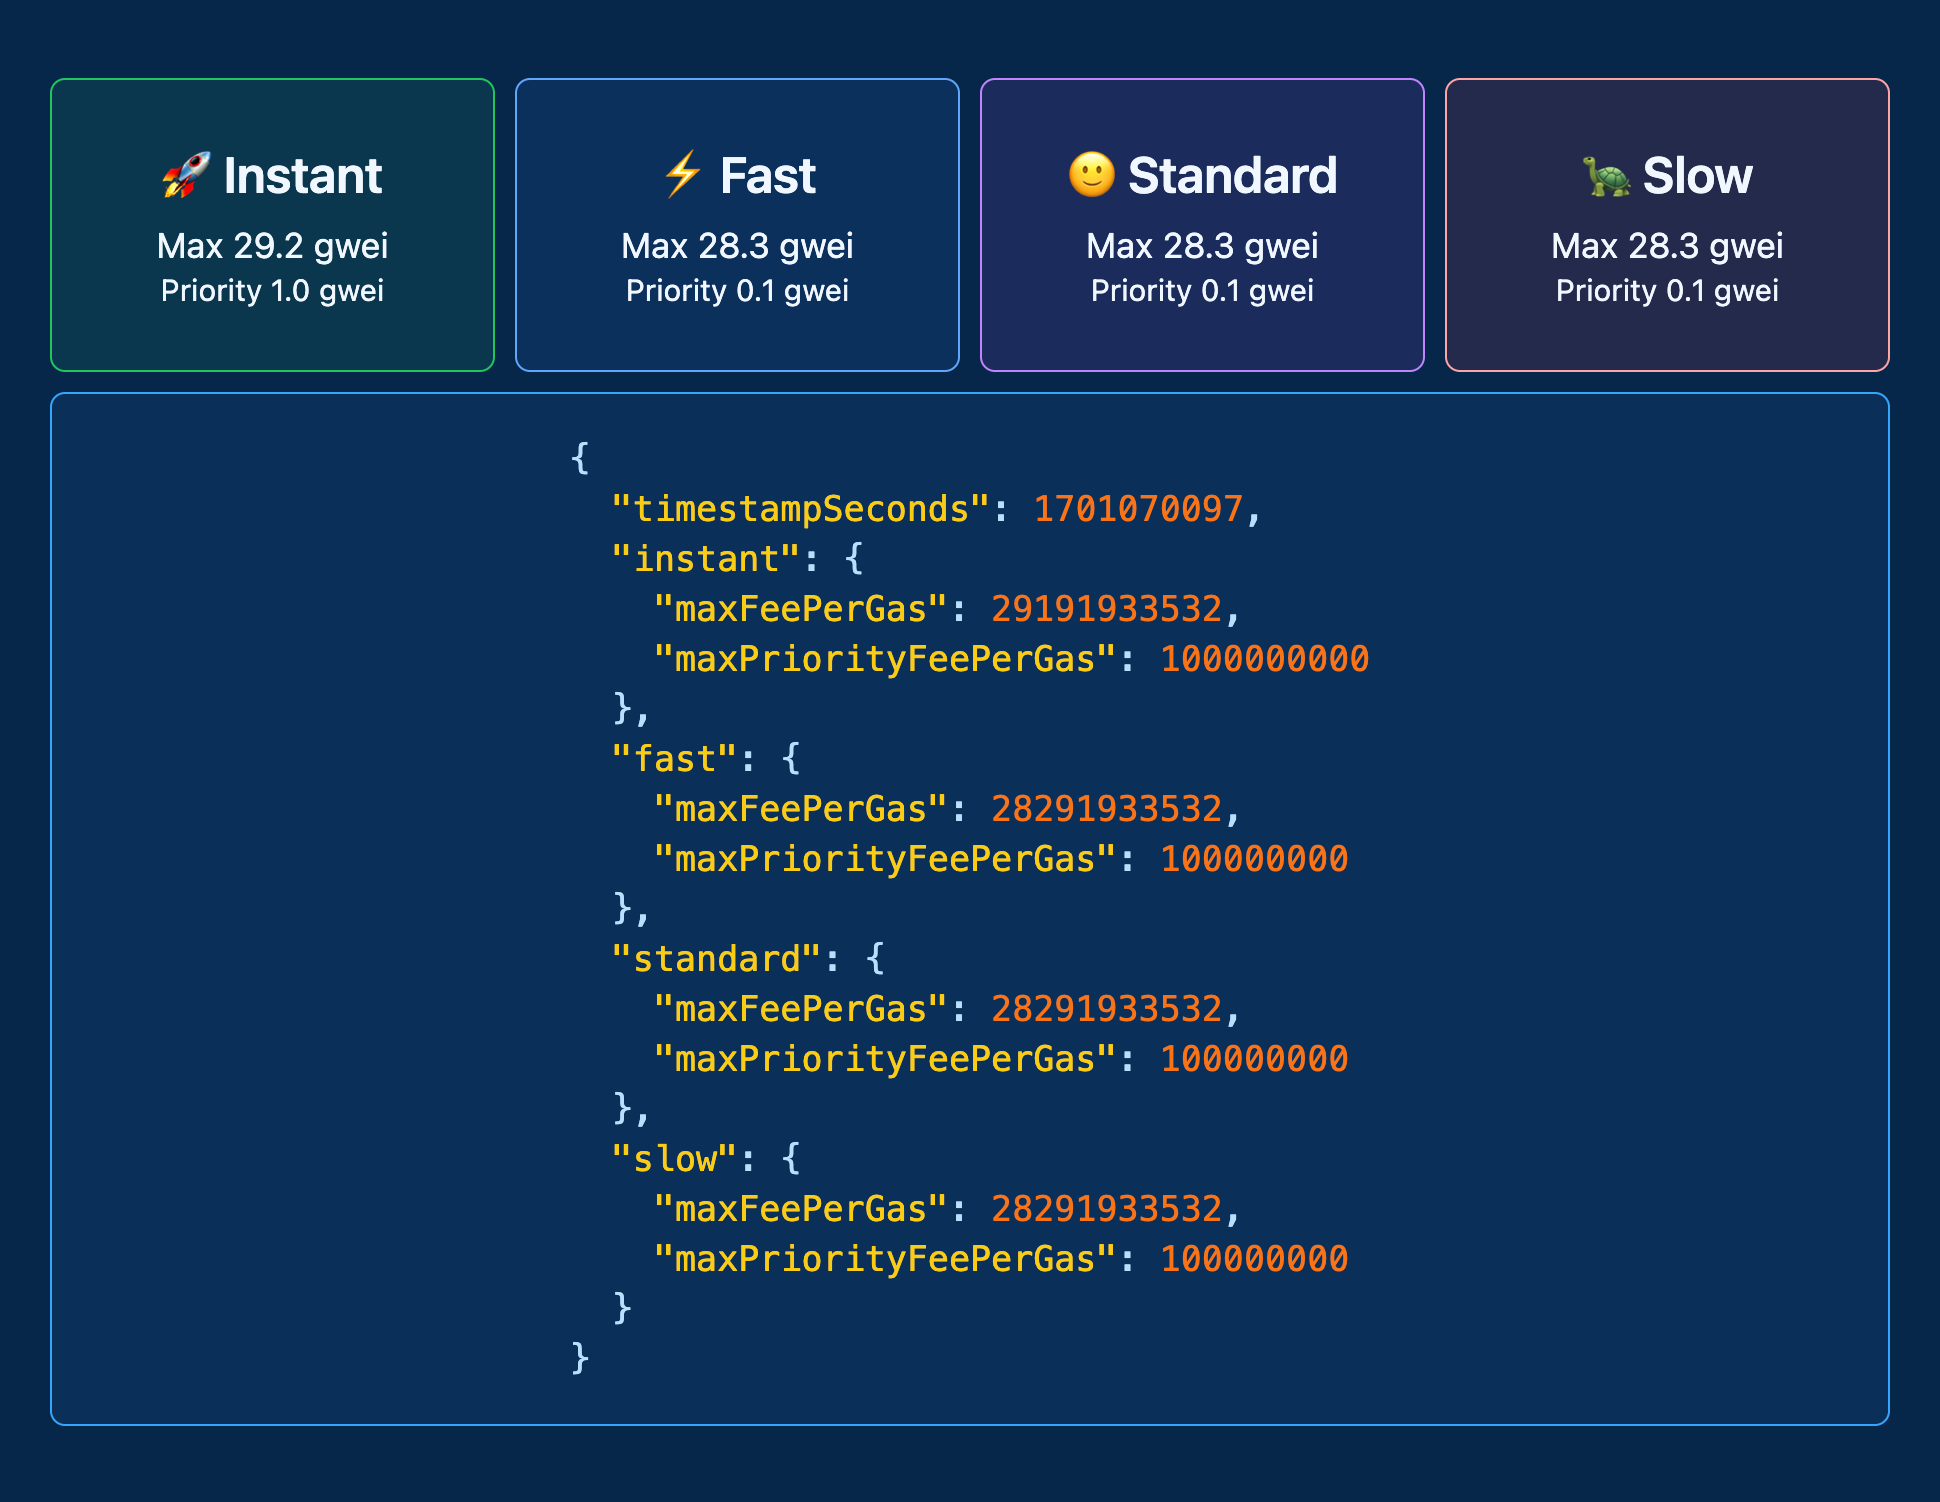 🚀 Instant
Max 29.2 gwei
Priority 1.0 gwei
⚡ Fast
Max 28.3 gwei
Priority 0.1 gwei
🙂 Standard
Max 28.3 gwei
Priority 0.1 gwei
🐢 Slow
Max 28.3 gwei
Priority 0.1 gwei
{
  "timestampSeconds": 1701070097,
  "instant": {
    "maxFeePerGas": 29191933532,
    "maxPriorityFeePerGas": 1000000000
  },
  "fast": {
    "maxFeePerGas": 28291933532,
    "maxPriorityFeePerGas": 100000000
  },
  "standard": {
    "maxFeePerGas": 28291933532,
    "maxPriorityFeePerGas": 100000000
  },
  "slow": {
    "maxFeePerGas": 28291933532,
    "maxPriorityFeePerGas": 100000000
  }
}